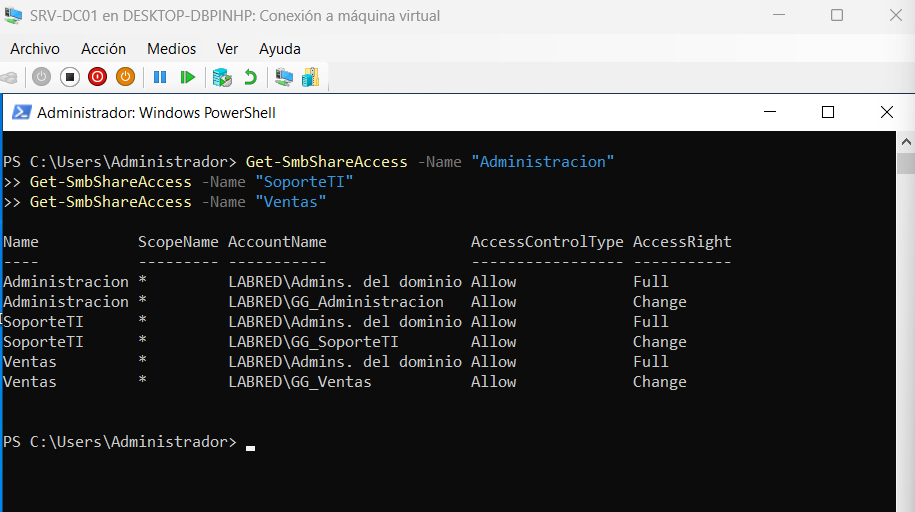 SRV-DC01 en DESKTOP-DBPINHP: Conexión a máquina virtual
Archivo Acción Medios Ver Ayuda
Administrador: Windows PowerShell
PS C:\Users\Administrador> Get-SmbShareAccess -Name "Administracion"
>> Get-SmbShareAccess -Name "SoporteTI"
>> Get-SmbShareAccess -Name "Ventas"
Name ScopeName AccountName AccessControlType AccessRight
---- --------- ----------- ----------------- -----------
Administracion * LABRED\Admins. del dominio Allow Full
Administracion * LABRED\GG_Administracion Allow Change
SoporteTI * LABRED\Admins. del dominio Allow Full
SoporteTI * LABRED\GG_SoporteTI Allow Change
Ventas * LABRED\Admins. del dominio Allow Full
Ventas * LABRED\GG_Ventas Allow Change
PS C:\Users\Administrador>